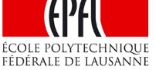 EPFL
ÉCOLE POLYTECHNIQUE
FÉDÉRALE DE LAUSANNE